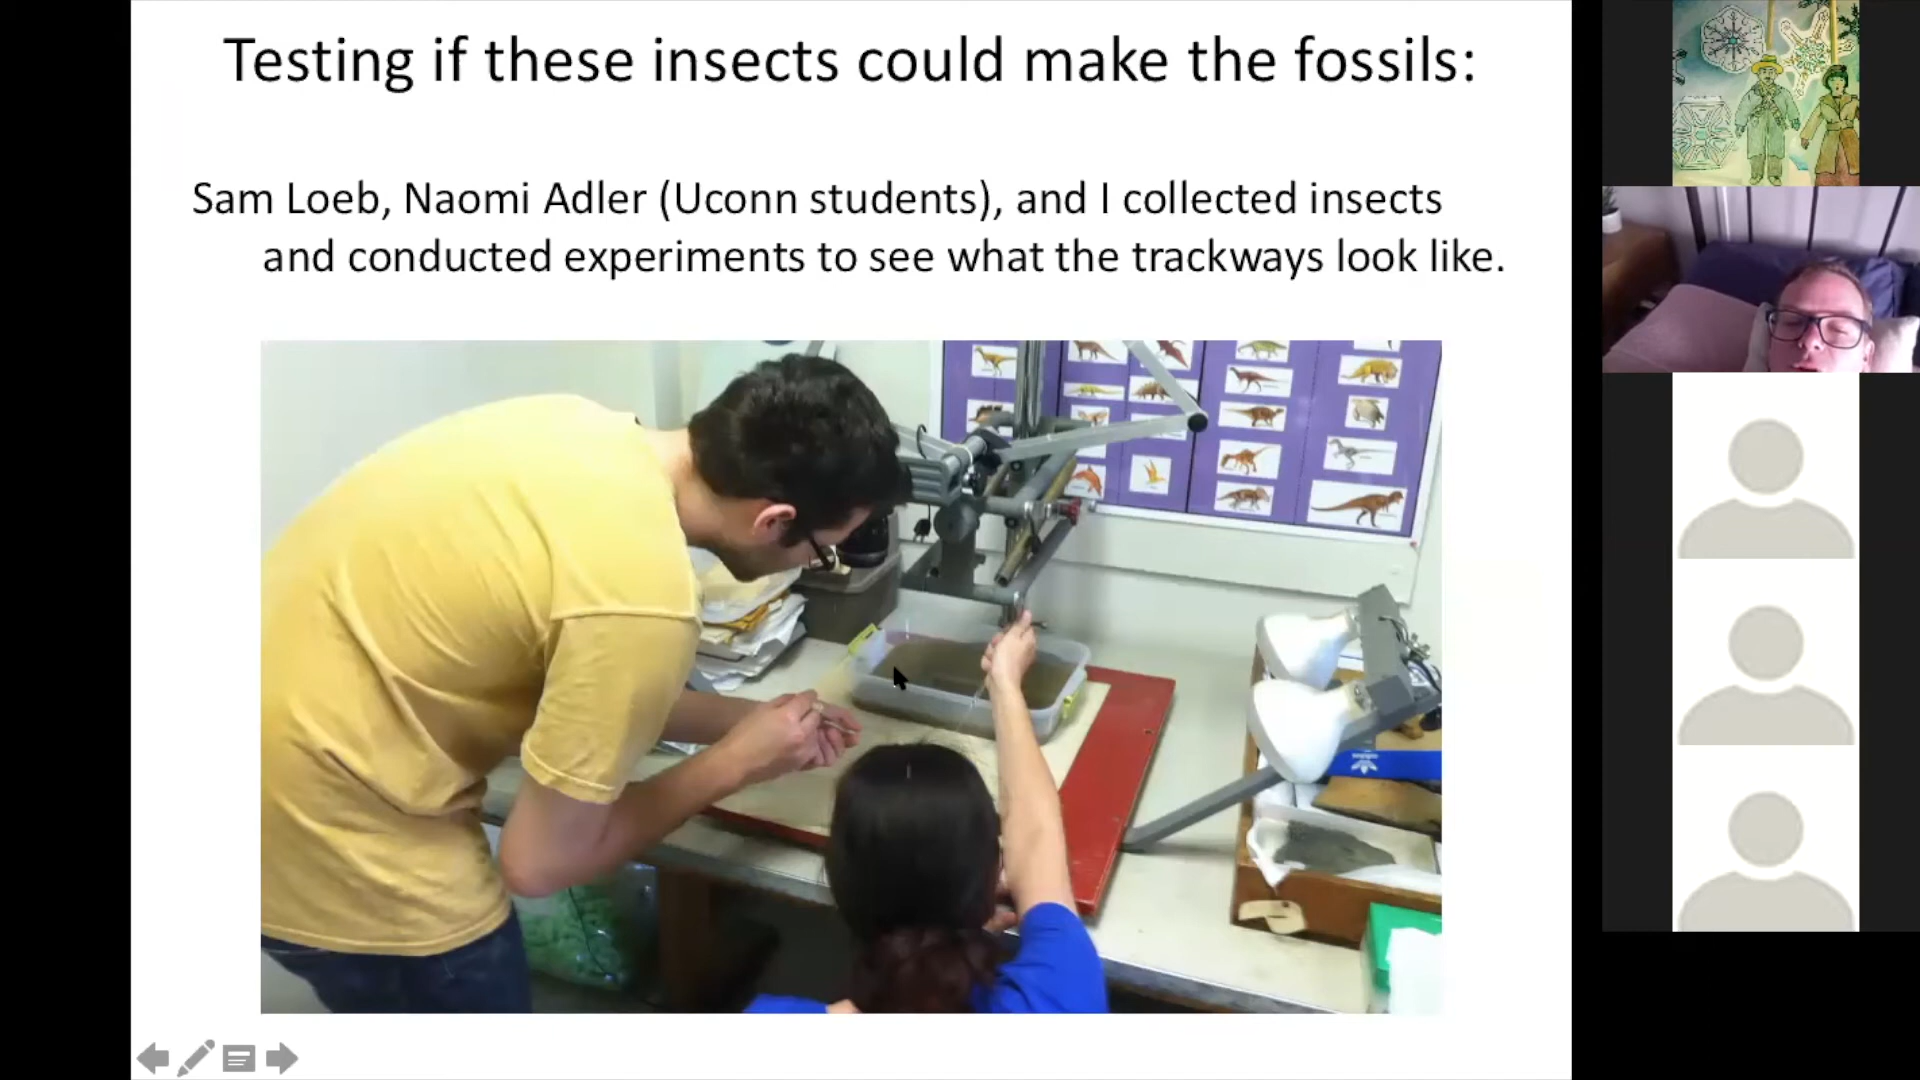 Testing if these insects could make the fossils:
Sam Loeb, Naomi Adler (Uconn students), and I collected insects
and conducted experiments to see what the trackways look like.